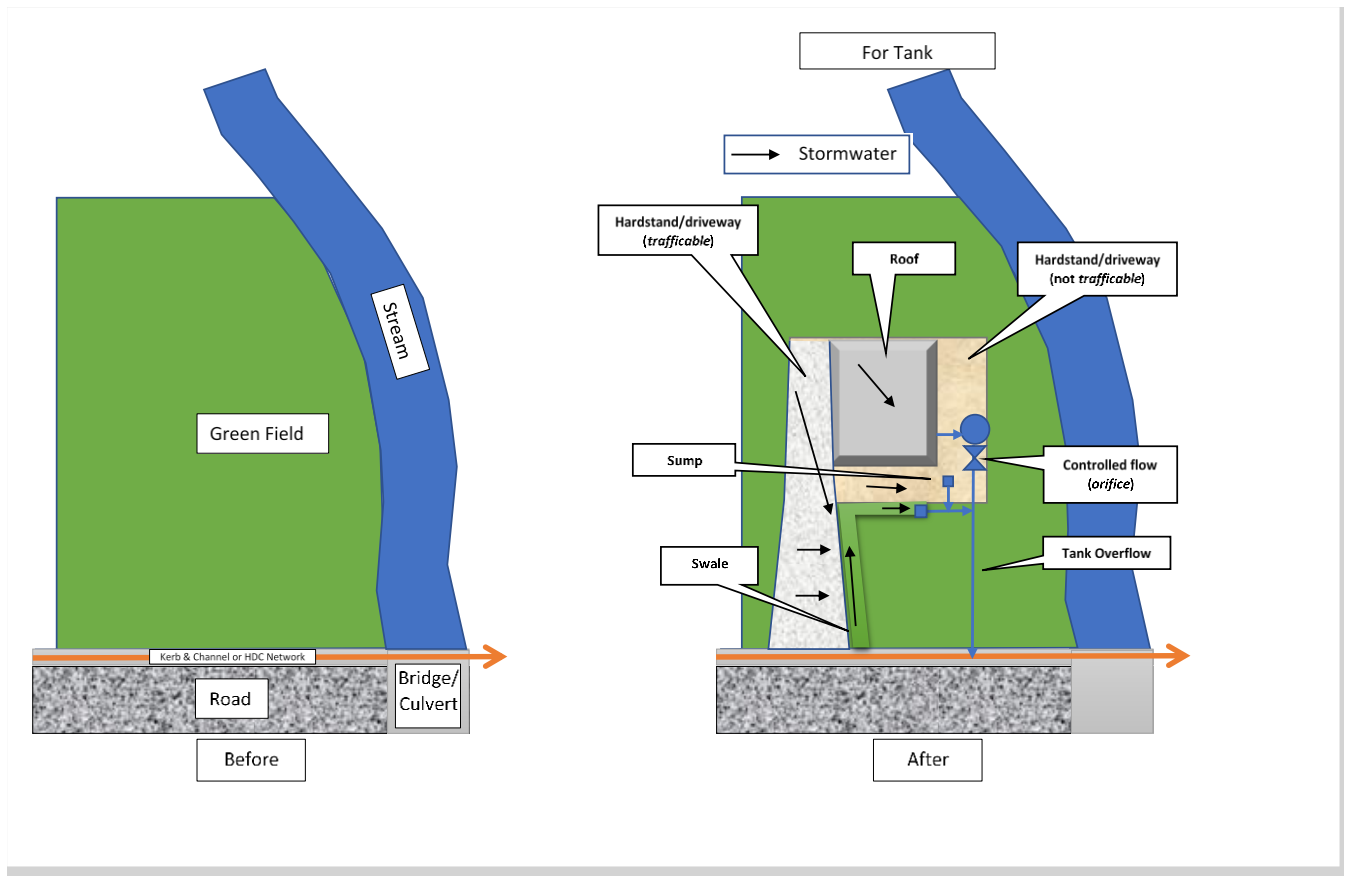 For Tank
Stormwater
Hardstand/driveway
(trafficable)
Roof
Hardstand/driveway
(not trafficable)
Stream
Green Field
Sump
Controlled flow
(orifice)
Tank Overflow
Swale
Kerb & Channel or HDC Network
Road
Bridge/
Culvert
Before
After